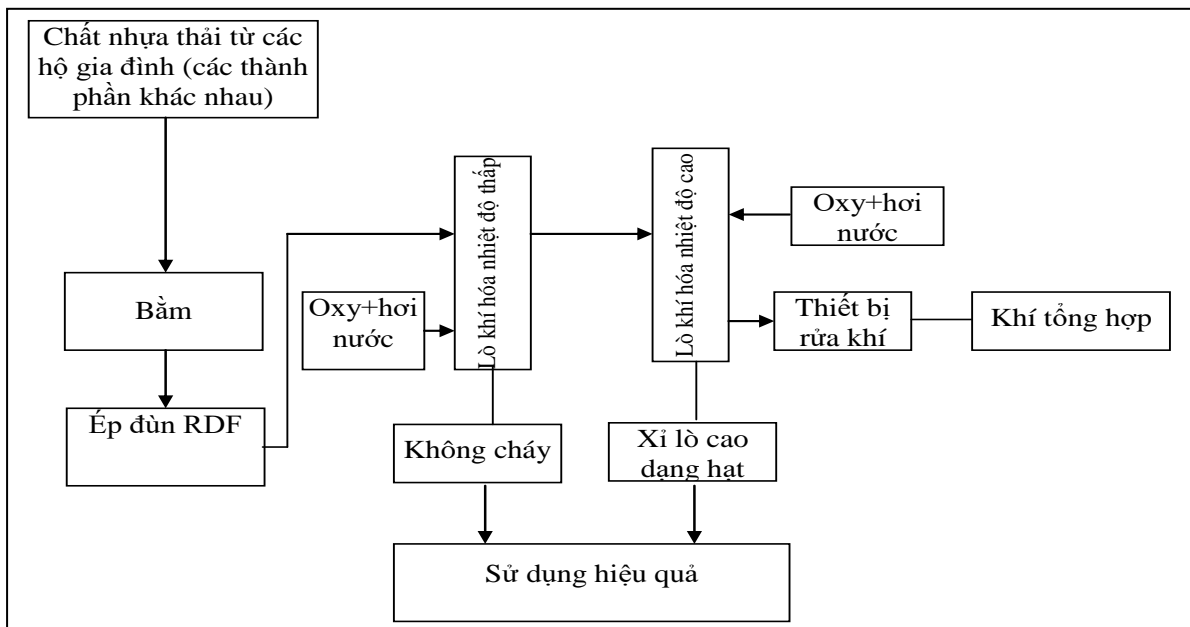 Chất nhựa thải từ các
hộ gia đình (các thành
phần khác nhau)
Bằm
Ép đùn RDF
Oxy+hơi
nước
Lò khí hóa nhiệt độ thấp
Lò khí hóa nhiệt độ cao
Oxy+hơi
nước
Thiết bị
rửa khí
Khí tổng hợp
Không cháy
Xỉ lò cao
dạng hạt
Sử dụng hiệu quả